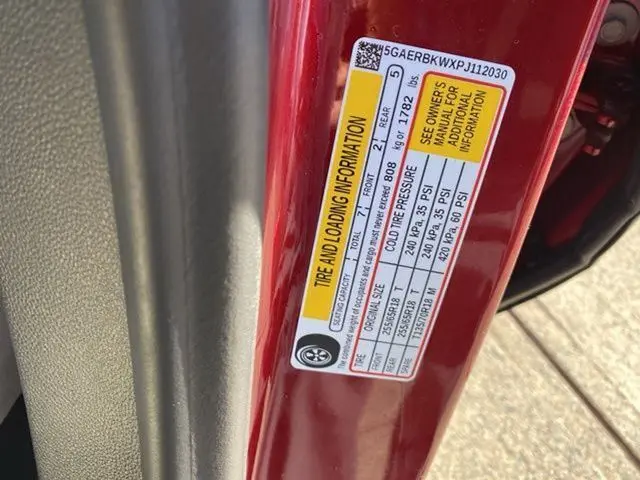 5GAERBKWXPJ112030
TIRE AND LOADING INFORMATION
SEATING CAPACITY TOTAL 7 FRONT 2 REAR 5
The combined weight of occupants and cargo must never exceed 808 kg or 1782 lbs.
TIRE ORIGINAL SIZE COLD TIRE PRESSURE
FRONT 255/65R18 T 240 kPa, 35 PSI
REAR 255/65R18 T 240 kPa, 35 PSI
SPARE T135/70R18 M 420 kPa, 60 PSI
SEE OWNER'S
MANUAL FOR
ADDITIONAL
INFORMATION